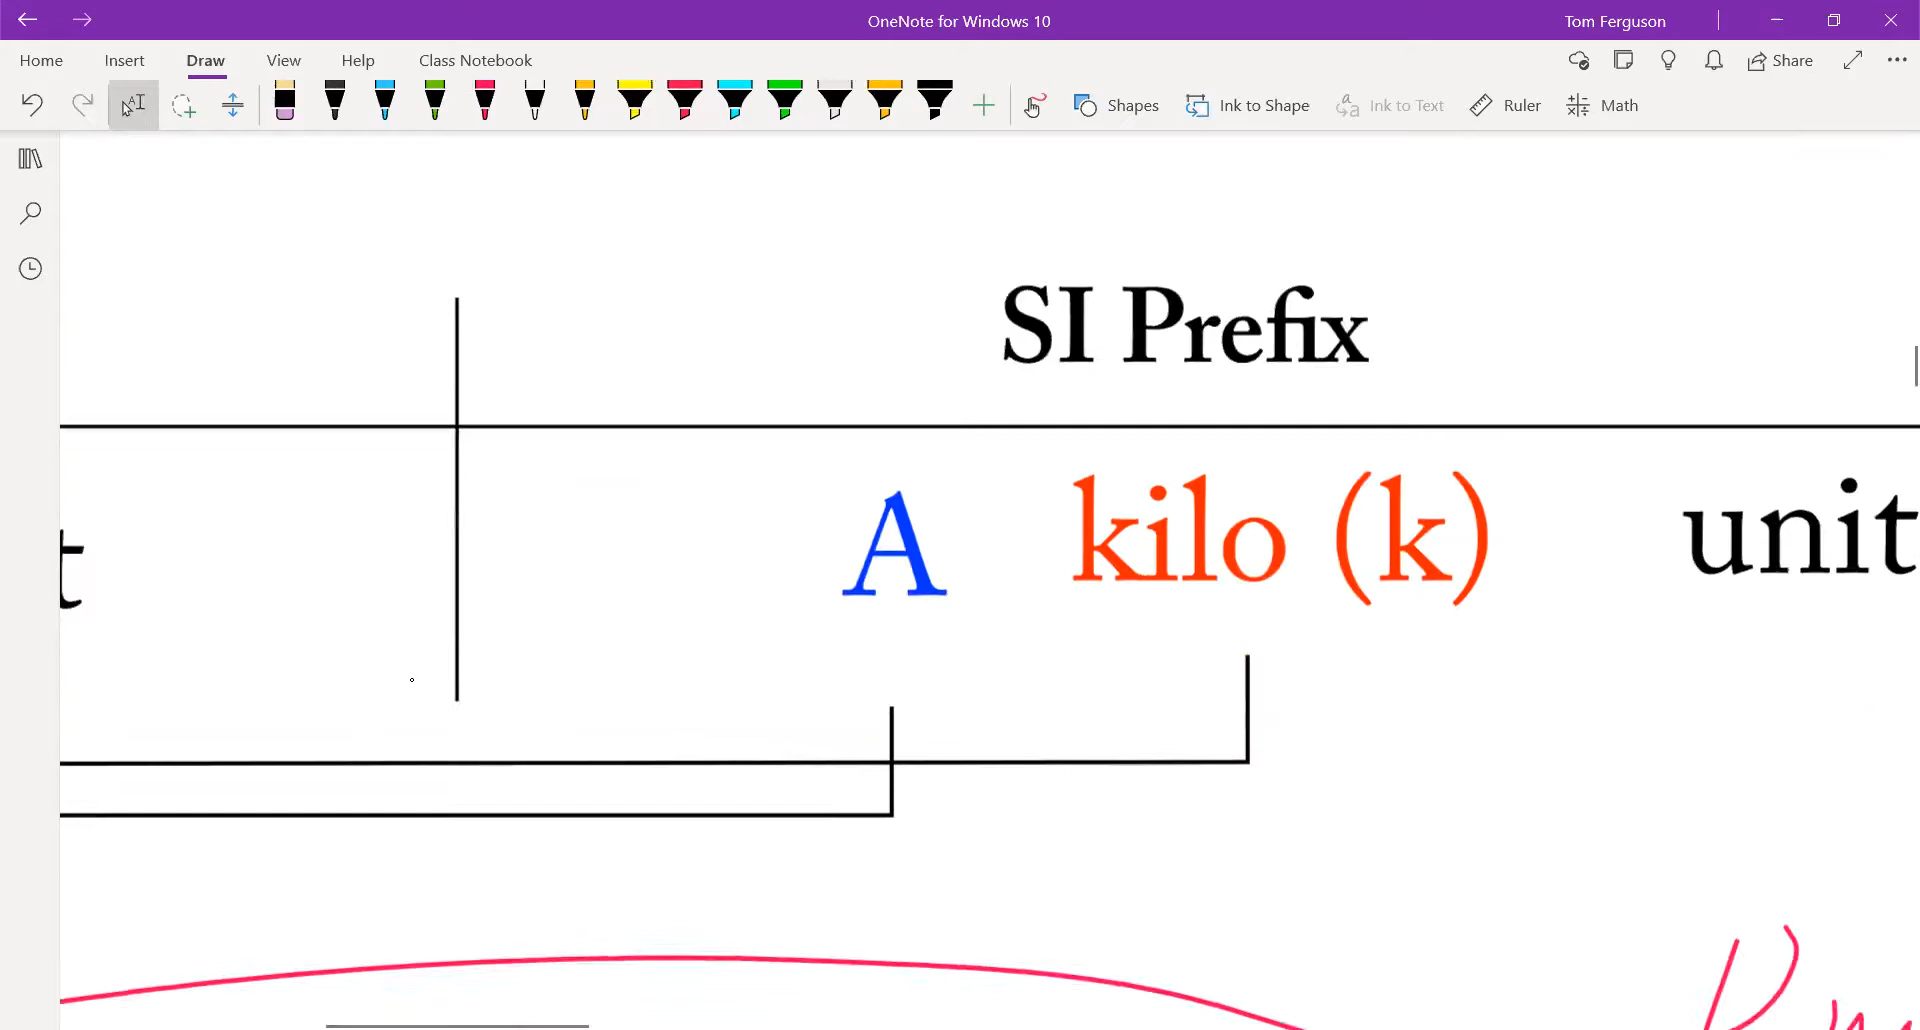 OneNote for Windows 10
Tom Ferguson
Home Insert Draw View Help Class Notebook
Share
Shapes Ink to Shape Ink to Text Ruler Math
SI Prefix
t A kilo (k) unit